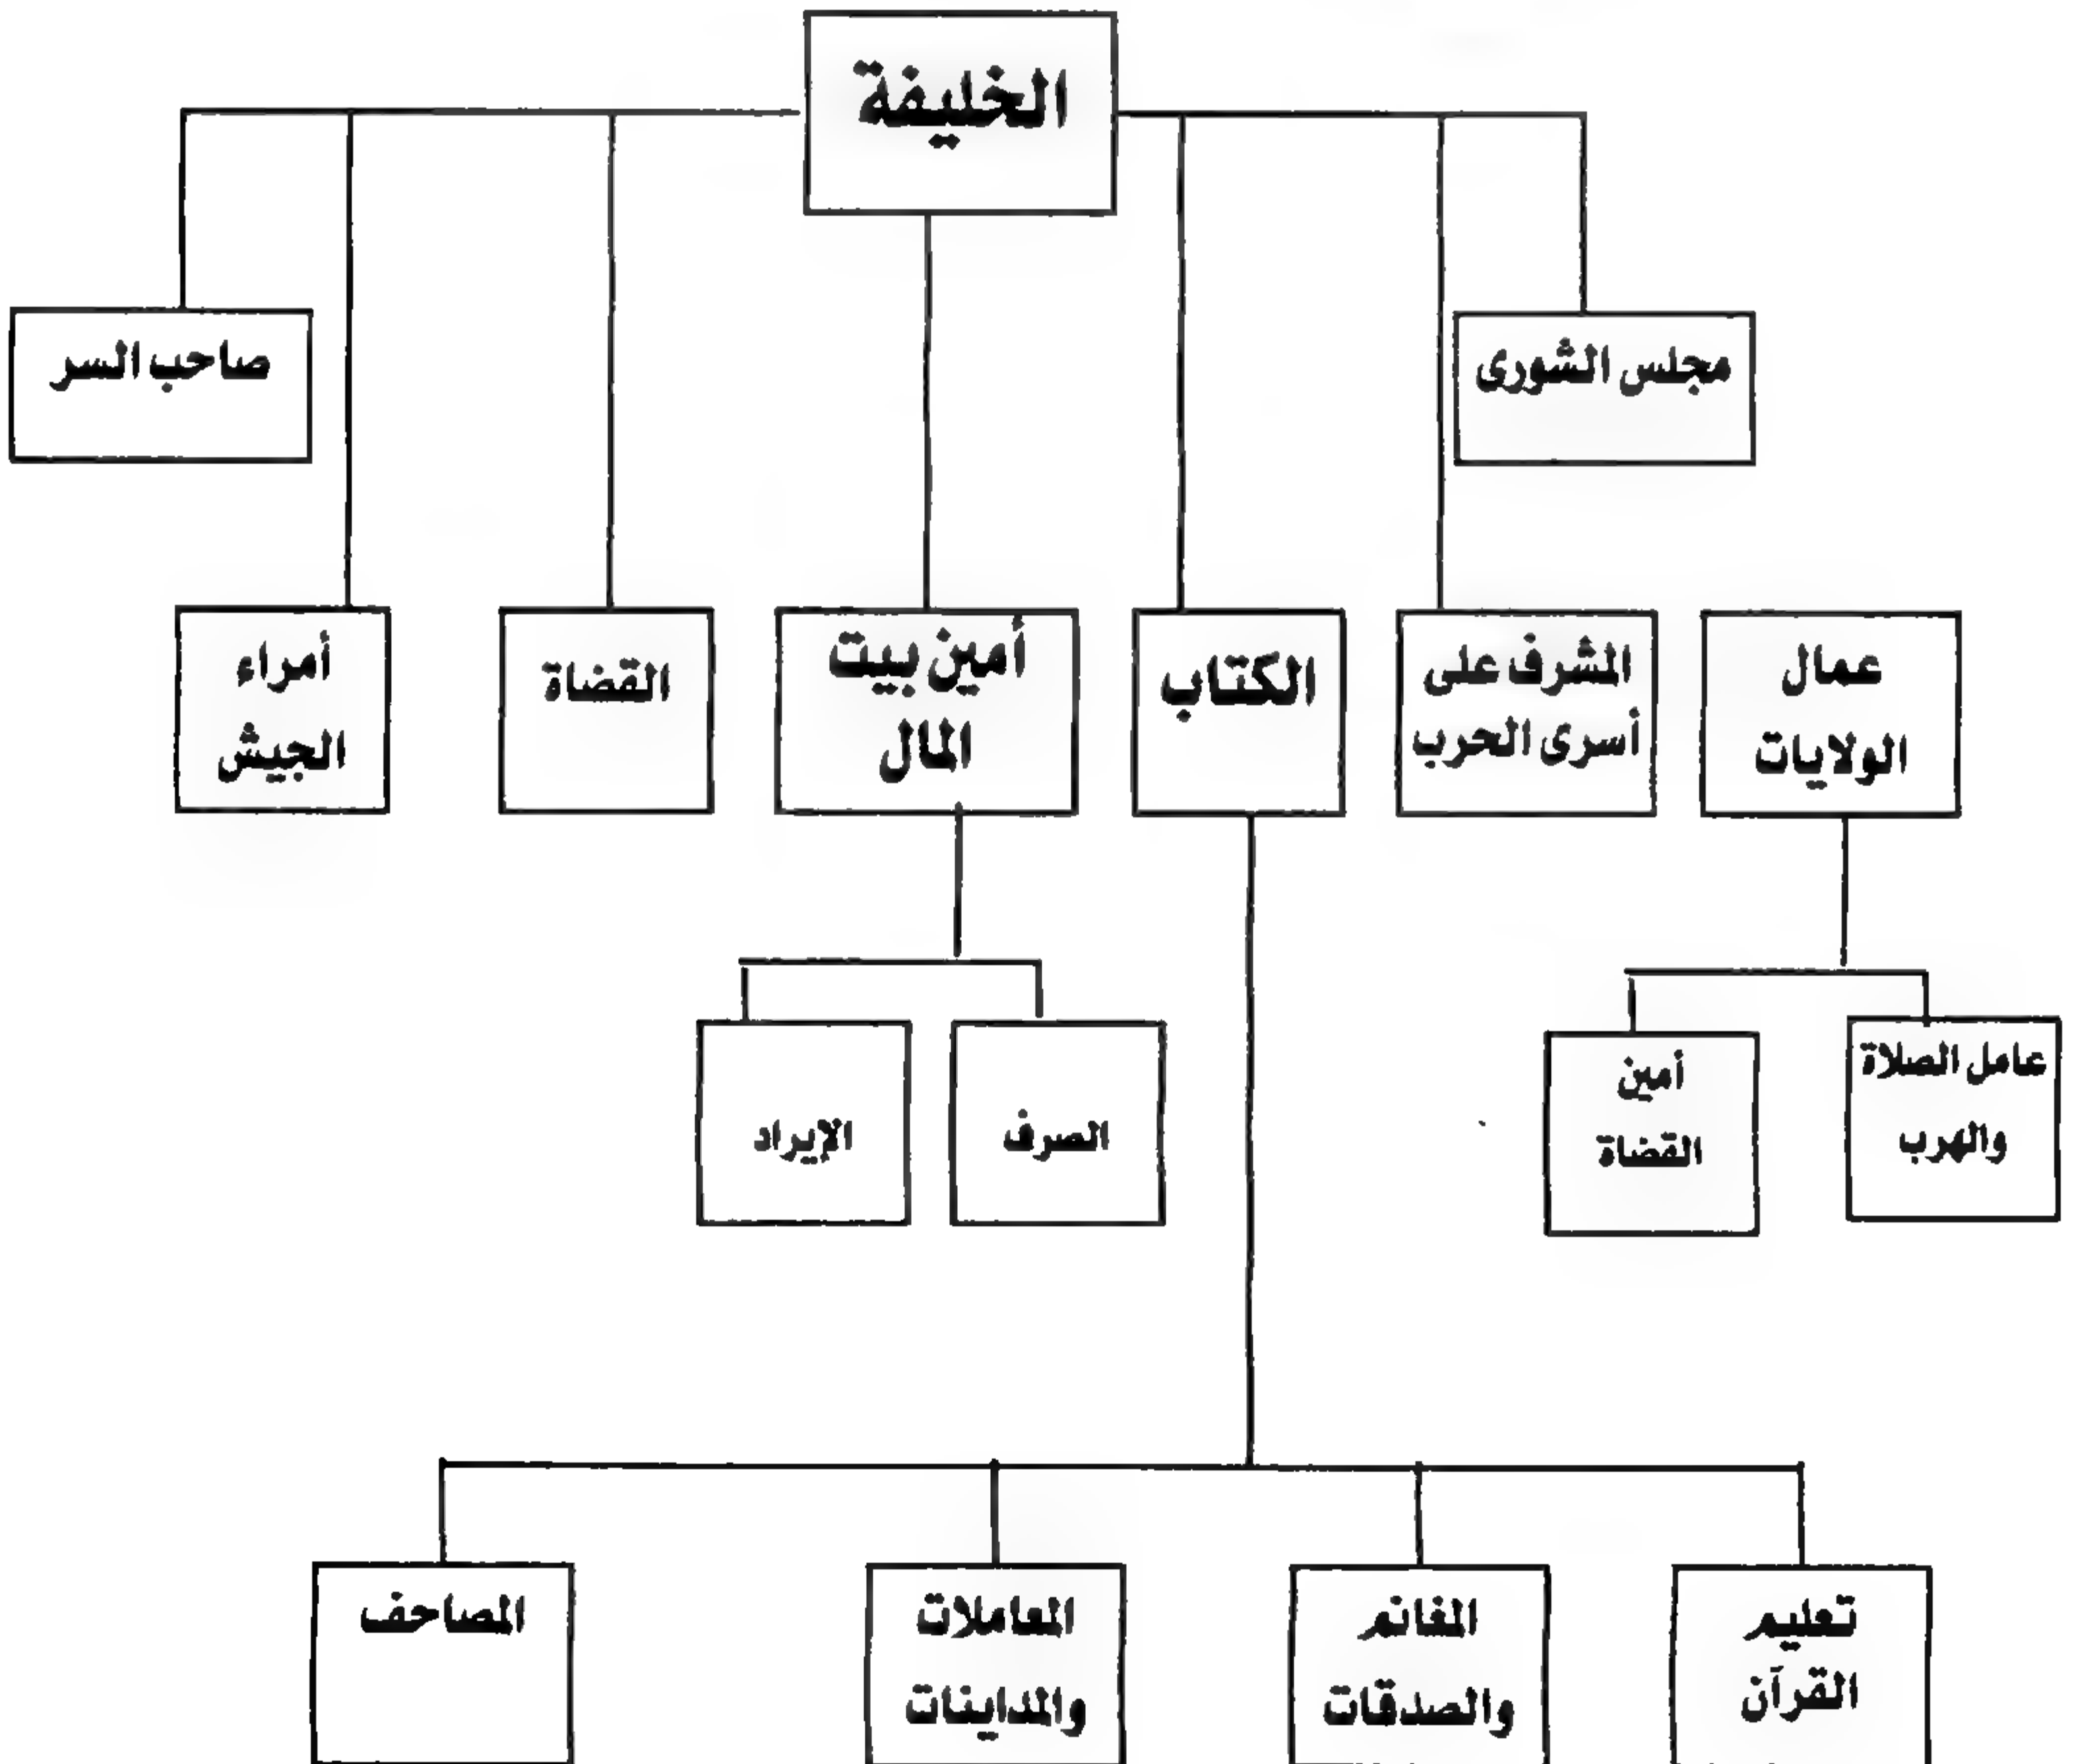 الخليفة
مجلس الشورى
صاحب السر
عمال
الولايات
المشرف على
أسرى الحرب
الكتاب
أمين بيت
المال
القضاة
أمراء
الجيش
عامل الصلاة
والهرب
أمين
القضاة
الصرف
الإيراد
تعليم
القرآن
المغانم
والصدقات
المعاملات
والمداينات
المصاحف